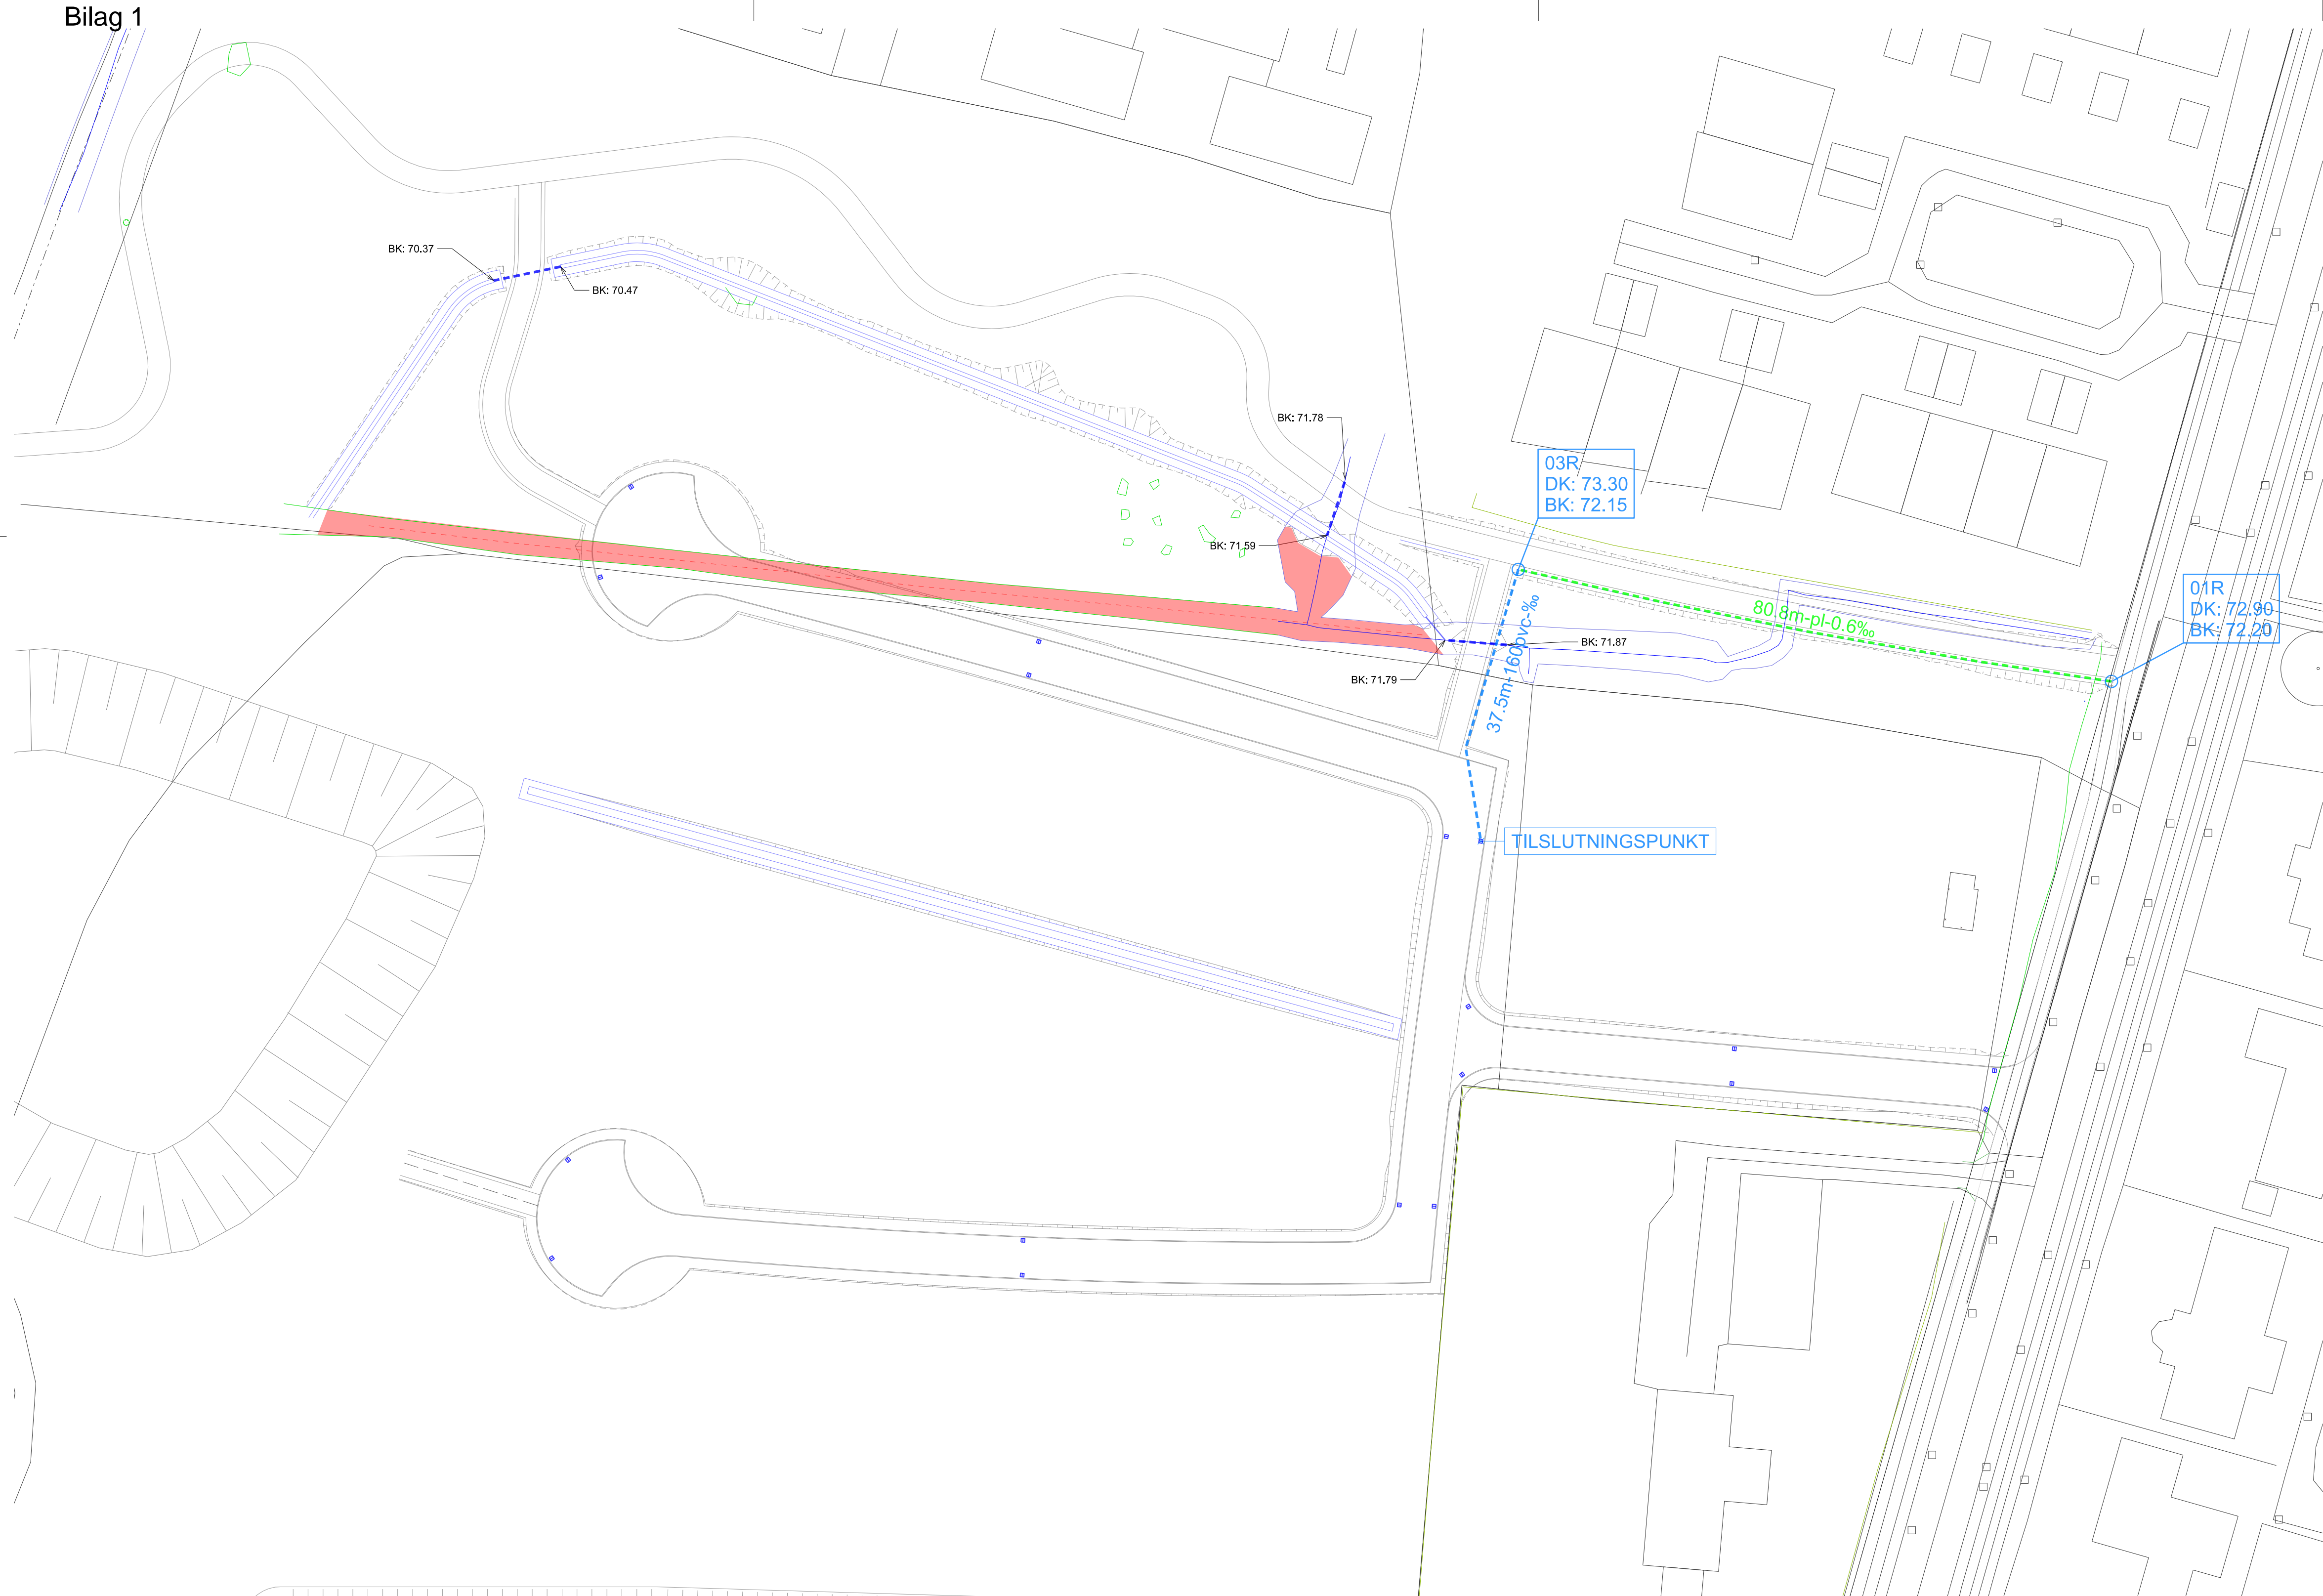 Bilag 1
BK: 70.37
BK: 70.47
BK: 71.78
03R
DK: 73.30
BK: 72.15
BK: 71.59
01R
DK: 72.90
BK: 72.20
80.8m-pl-0.6‰
BK: 71.87
37.5m-160pvc-‰
BK: 71.79
TILSLUTNINGSPUNKT